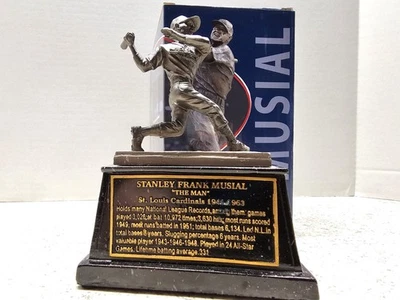 MUSIAL
STANLEY FRANK MUSIAL
"THE MAN"
St. Louis Cardinals 1941-1963
Holds many National League Records, among them: games
played 3,026, at bat 10,972 times, 3,630 hits, most runs scored
1949, most runs batted in 1951; total bases 6,134. Led N.L. in
total bases 6 years. Slugging percentage 6 years. Most
valuable player 1943-1946-1948. Played in 24 All-Star
Games. Lifetime batting average .331